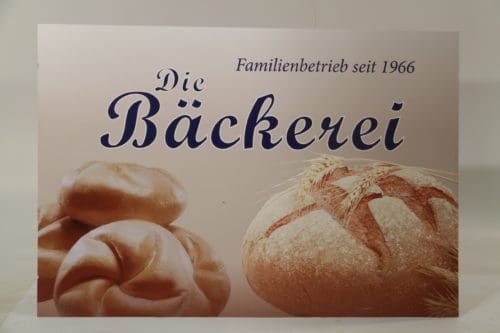 Familienbetrieb seit 1966
Die
Bäckerei